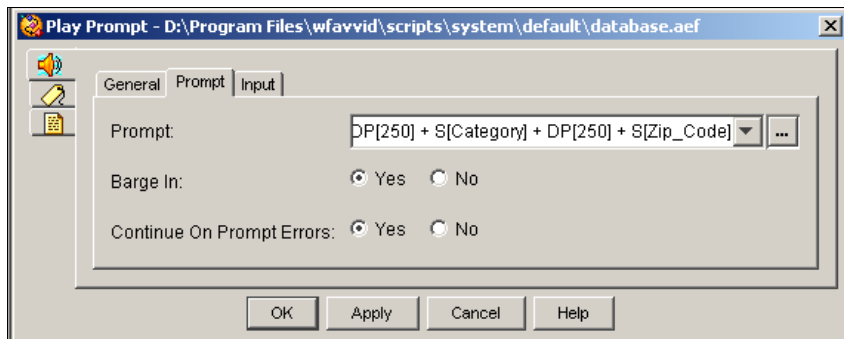 Play Prompt - D:\Program Files\wfavvid\scripts\system\default\database.aef
General Prompt Input
Prompt: DP[250] + S[Category] + DP[250] + S[Zip_Code] ...
Barge In: Yes No
Continue On Prompt Errors: Yes No
OK Apply Cancel Help